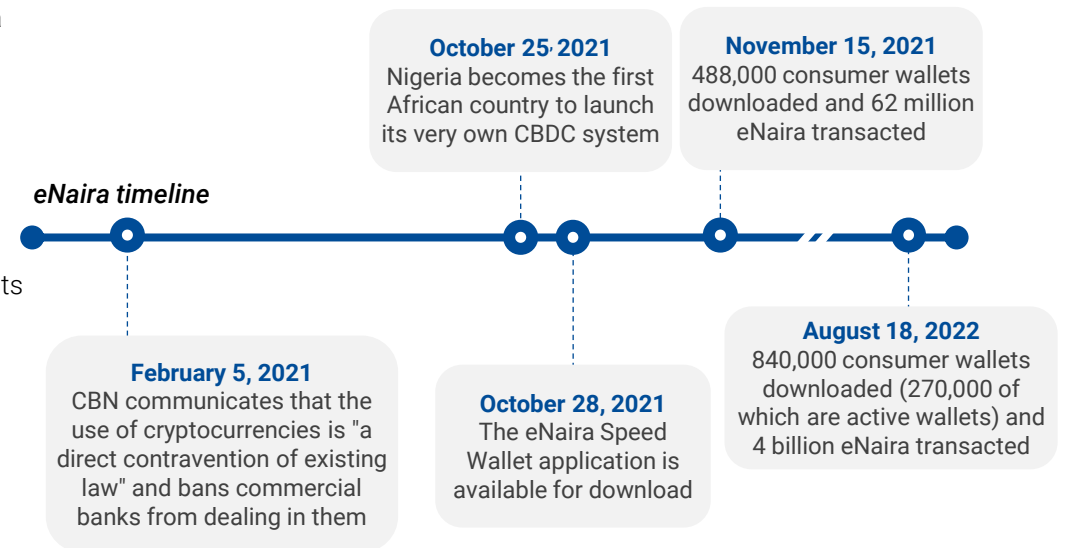 October 25, 2021
Nigeria becomes the first
African country to launch
its very own CBDC system
November 15, 2021
488,000 consumer wallets
downloaded and 62 million
eNaira transacted
eNaira timeline
ts
February 5, 2021
CBN communicates that the
use of cryptocurrencies is "a
direct contravention of existing
law" and bans commercial
banks from dealing in them
October 28, 2021
The eNaira Speed
Wallet application is
available for download
August 18, 2022
840,000 consumer wallets
downloaded (270,000 of
which are active wallets) and
4 billion eNaira transacted